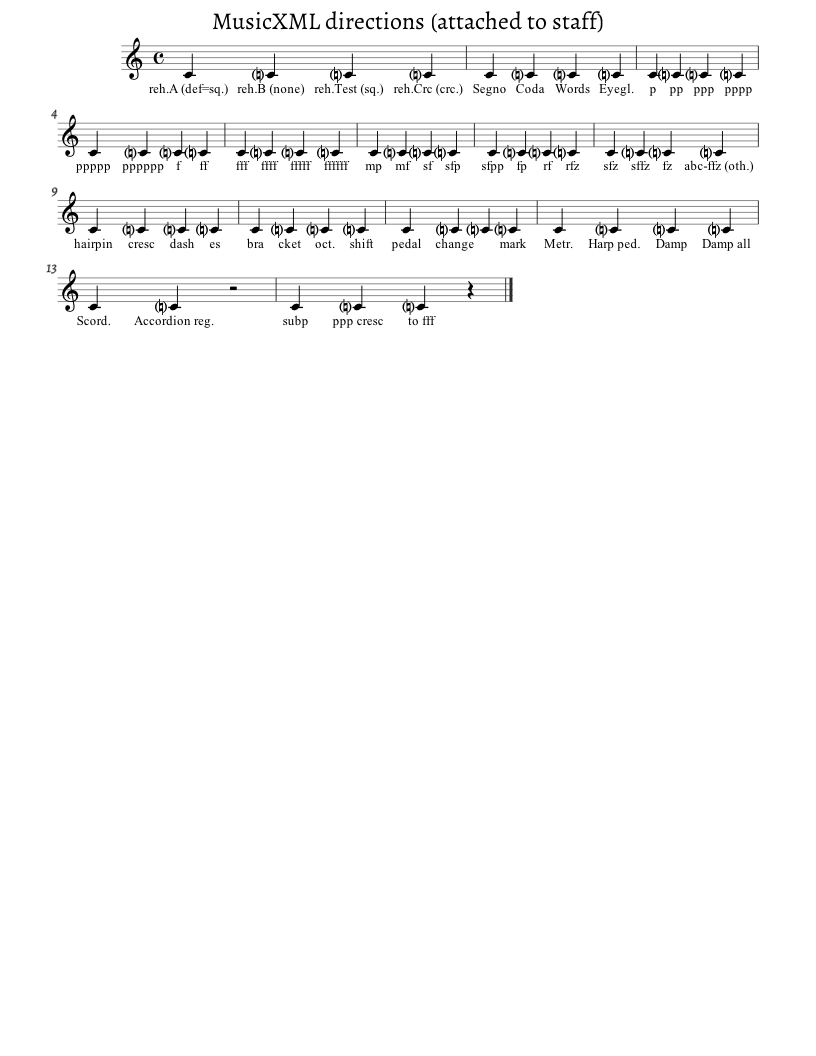 MusicXML directions (attached to staff)
reh.A (def=sq.) reh.B (none) reh.Test (sq.) reh.Crc (crc.) Segno Coda Words Eyegl. p pp ppp pppp
4
ppppp pppppp f ff fff ffff fffff ffffff mp mf sf sfp sfpp fp rf rfz sfz sffz fz abc-ffz (oth.)
9
hairpin cresc dash es bra cket oct. shift pedal change mark Metr. Harp ped. Damp Damp all
13
Scord. Accordion reg. subp ppp cresc to fff